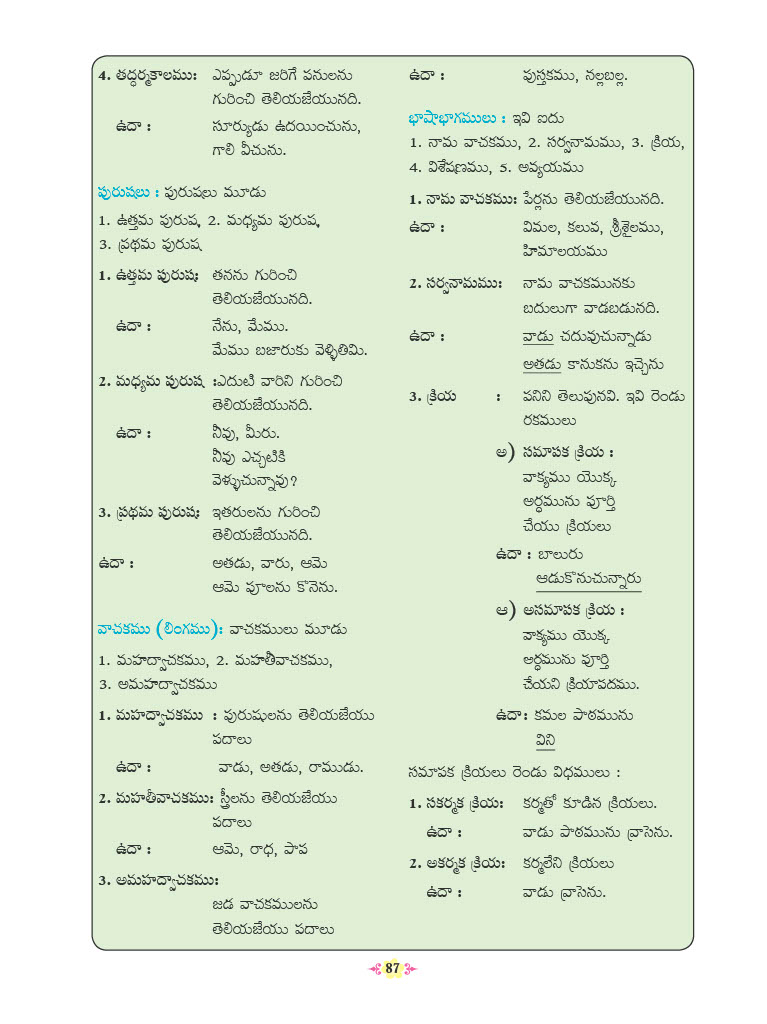 4. తద్ధర్మకాలము: ఎప్పుడూ జరిగే పనులను
గురించి తెలియజేయునది.
ఉదా : సూర్యుడు ఉదయించును,
గాలి వీచును.
పురుషలు : పురుషలు మూడు
1. ఉత్తమ పురుష, 2. మధ్యమ పురుష,
3. ప్రథమ పురుష
1. ఉత్తమ పురుష: తనను గురించి
తెలియజేయునది.
ఉదా : నేను, మేము.
మేము బజారుకు వెళ్ళితిమి.
2. మధ్యమ పురుష :ఎదుటి వారిని గురించి
తెలియజేయునది.
ఉదా : నీవు, మీరు.
నీవు ఎచ్చటికి
వెళ్ళుచున్నావు?
3. ప్రథమ పురుష: ఇతరులను గురించి
తెలియజేయునది.
ఉదా : అతడు, వారు, ఆమె
ఆమె పూలను కొనెను.
వాచకము (లింగము): వాచకములు మూడు
1. మహద్వాచకము, 2. మహతీవాచకము,
3. అమహద్వాచకము
1. మహద్వాచకము : పురుషులను తెలియజేయు
పదాలు
ఉదా : వాడు, అతడు, రాముడు.
2. మహతీవాచకము: స్త్రీలను తెలియజేయు
పదాలు
ఉదా : ఆమె, రాధ, పాప
3. అమహద్వాచకము:
జడ వాచకములను
తెలియజేయు పదాలు
ఉదా : పుస్తకము, నల్లబల్ల.
భాషాభాగములు : ఇవి ఐదు
1. నామ వాచకము, 2. సర్వనామము, 3. క్రియ,
4. విశేషణము, 5. అవ్యయము
1. నామ వాచకము: పేర్లను తెలియజేయునది.
ఉదా : విమల, కలువ, శ్రీశైలము,
హిమాలయము
2. సర్వనామము: నామ వాచకమునకు
బదులుగా వాడబడునది.
ఉదా : వాడు చదువుచున్నాడు
అతడు కానుకను ఇచ్చెను
3. క్రియ : పనిని తెలుపునవి. ఇవి రెండు
రకములు
అ) సమాపక క్రియ :
వాక్యము యొక్క
అర్థమును పూర్తి
చేయు క్రియలు
ఉదా : బాలురు
ఆడుకొనుచున్నారు
ఆ) అసమాపక క్రియ :
వాక్యము యొక్క
అర్థమును పూర్తి
చేయని క్రియాపదము.
ఉదా: కమల పాఠమును
విని
సమాపక క్రియలు రెండు విధములు :
1. సకర్మక క్రియ: కర్మతో కూడిన క్రియలు.
ఉదా : వాడు పాఠమును వ్రాసెను.
2. అకర్మక క్రియ: కర్మలేని క్రియలు
ఉదా : వాడు వ్రాసెను.
87